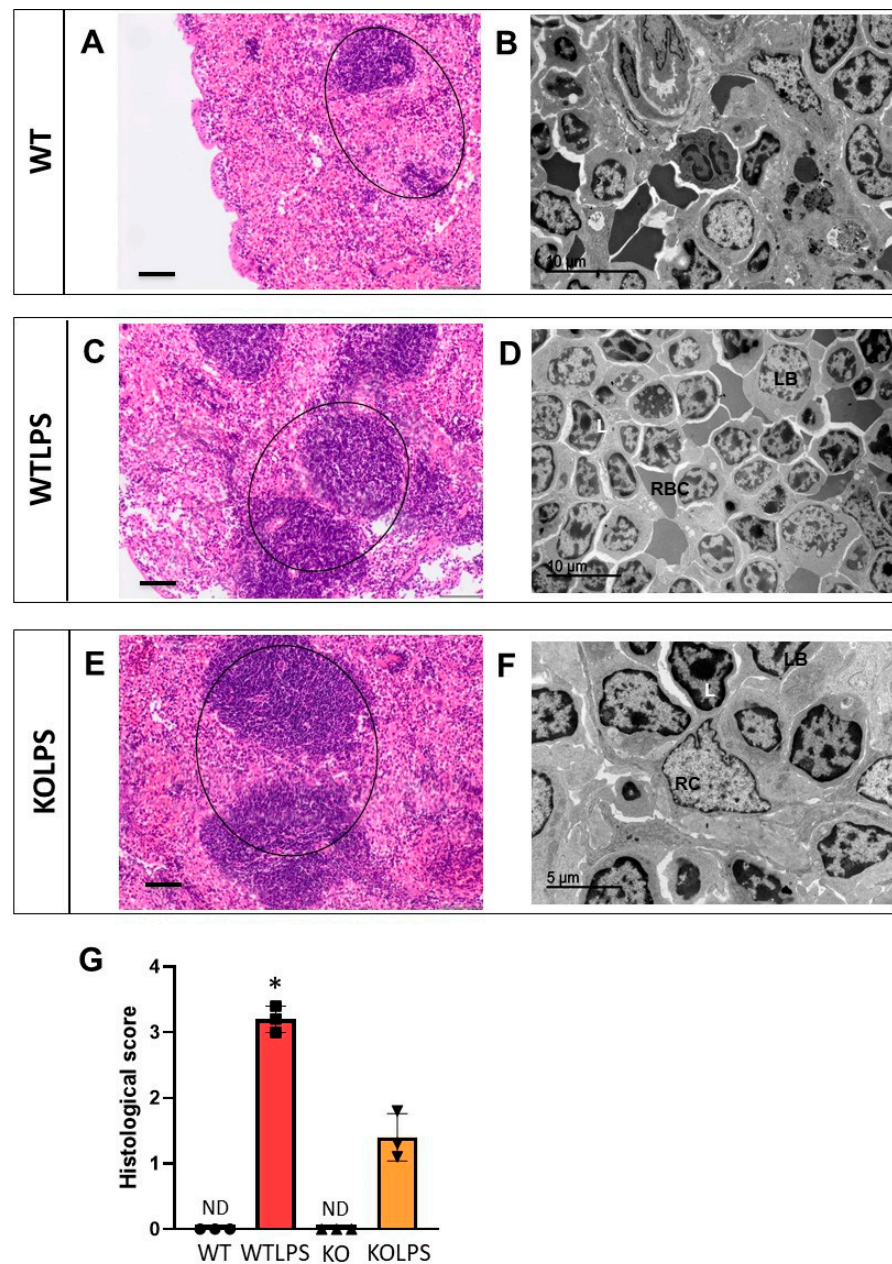 WT
A
B
10 µm
WTLPS
C
D
LB
L
RBC
10 µm
KOLPS
E
F
LB
L
RC
5 µm
G
Histological score
4
3
2
1
0
*
ND
ND
WT WTLPS KO KOLPS